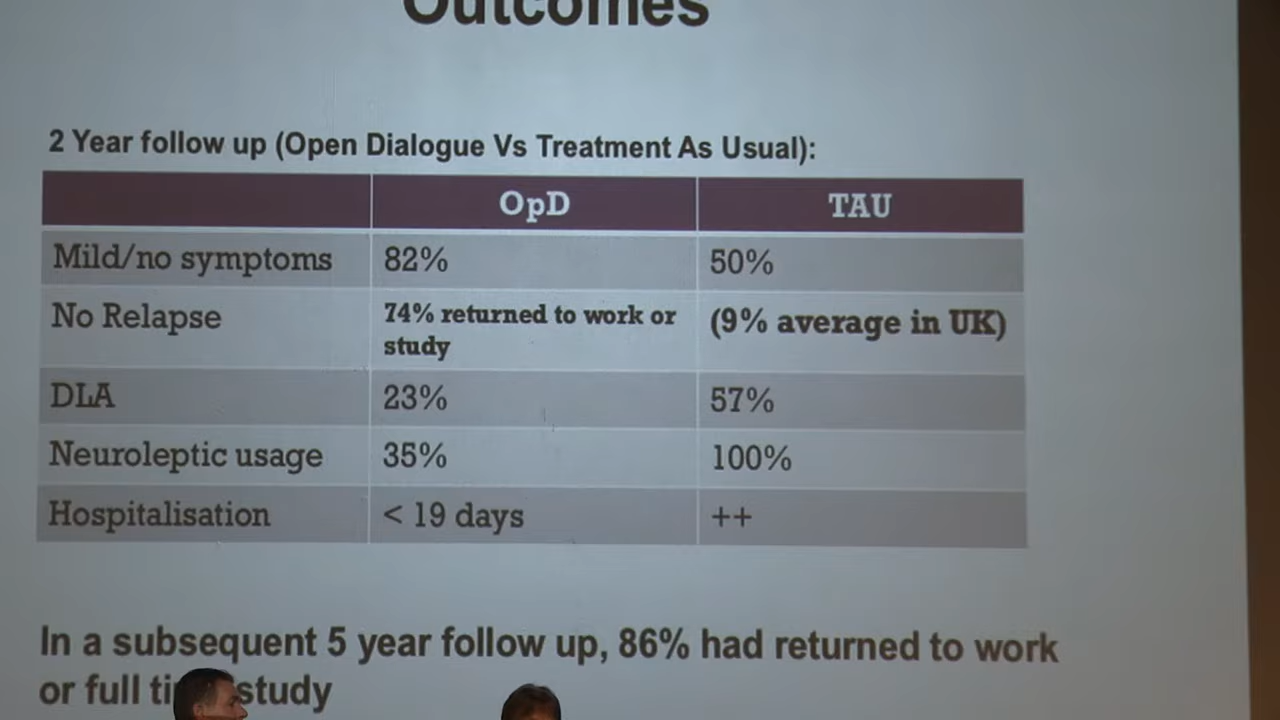 Outcomes
2 Year follow up (Open Dialogue Vs Treatment As Usual):
OpD TAU
Mild/no symptoms 82% 50%
No Relapse 74% returned to work or study (9% average in UK)
DLA 23% 57%
Neuroleptic usage 35% 100%
Hospitalisation < 19 days ++
In a subsequent 5 year follow up, 86% had returned to work
or full study